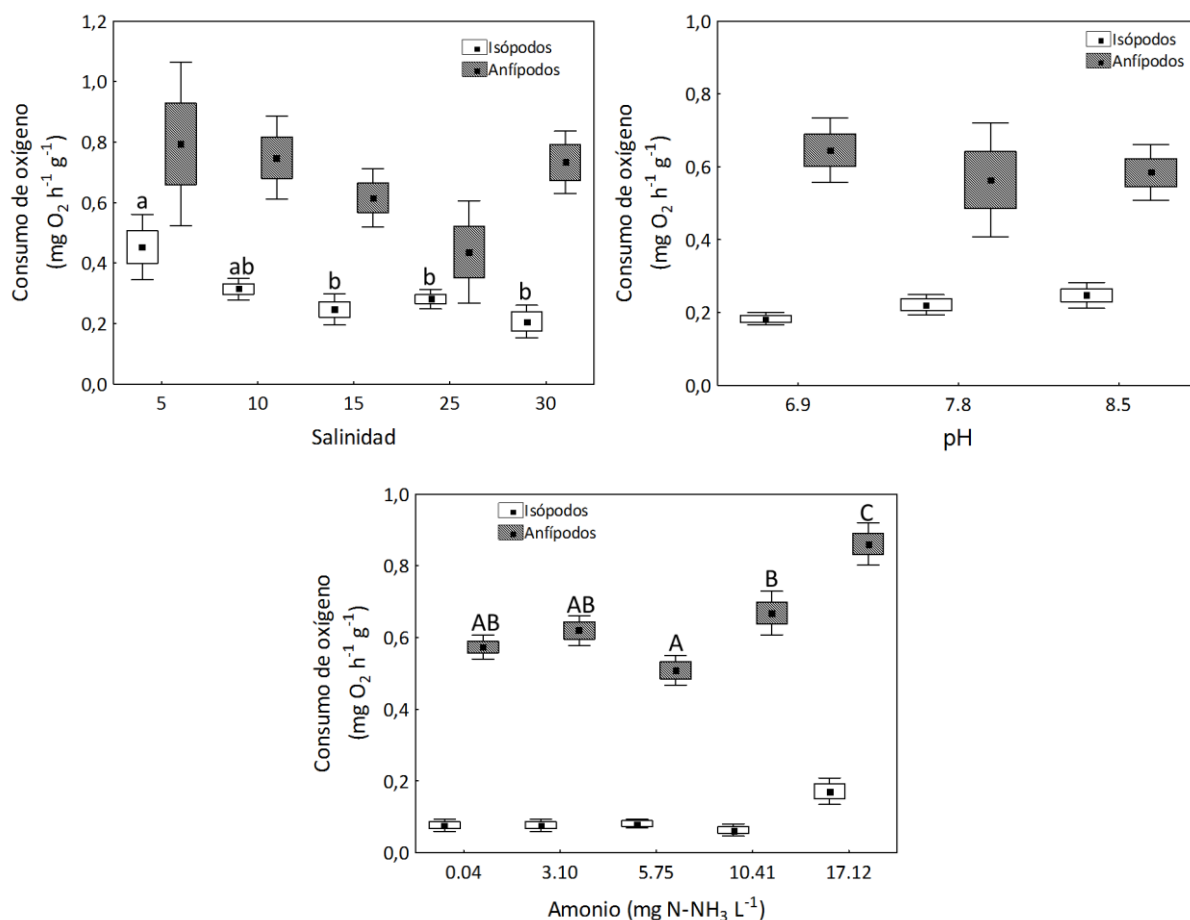 1,2
1,0
0,8
0,6
0,4
0,2
0,0
Consumo de oxígeno
(mg O₂ h⁻¹ g⁻¹)
Isópodos
Anfípodos
a
ab
b
b
b
5 10 15 25 30
Salinidad
1,0
0,8
0,6
0,4
0,2
0,0
Consumo de oxígeno
(mg O₂ h⁻¹ g⁻¹)
Isópodos
Anfípodos
6.9 7.8 8.5
pH
1,0
0,8
0,6
0,4
0,2
0,0
Consumo de oxígeno
(mg O₂ h⁻¹ g⁻¹)
Isópodos
Anfípodos
AB
AB
A
B
C
0.04 3.10 5.75 10.41 17.12
Amonio (mg N-NH₃ L⁻¹)